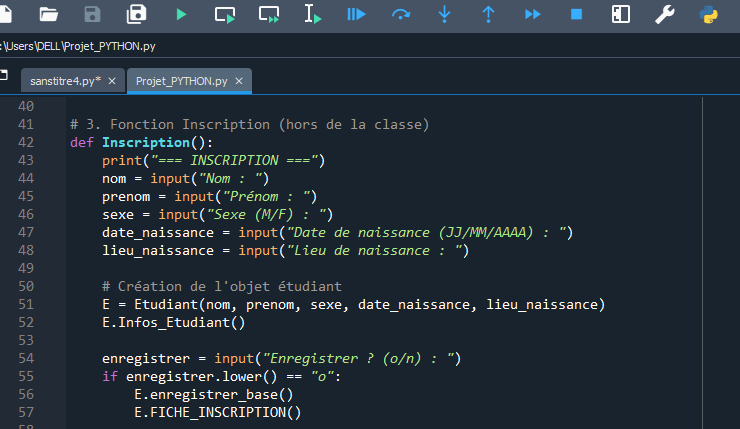 :\Users\DELL\Projet_PYTHON.py
sanstitre4.py* ×
Projet_PYTHON.py ×
40
41 # 3. Fonction Inscription (hors de la classe)
42 def Inscription():
43 print("=== INSCRIPTION ===")
44 nom = input("Nom : ")
45 prenom = input("Prénom : ")
46 sexe = input("Sexe (M/F) : ")
47 date_naissance = input("Date de naissance (JJ/MM/AAAA) : ")
48 lieu_naissance = input("Lieu de naissance : ")
49
50 # Création de l'objet étudiant
51 E = Etudiant(nom, prenom, sexe, date_naissance, lieu_naissance)
52 E.Infos_Etudiant()
53
54 enregistrer = input("Enregistrer ? (o/n) : ")
55 if enregistrer.lower() == "o":
56 E.enregistrer_base()
57 E.FICHE_INSCRIPTION()